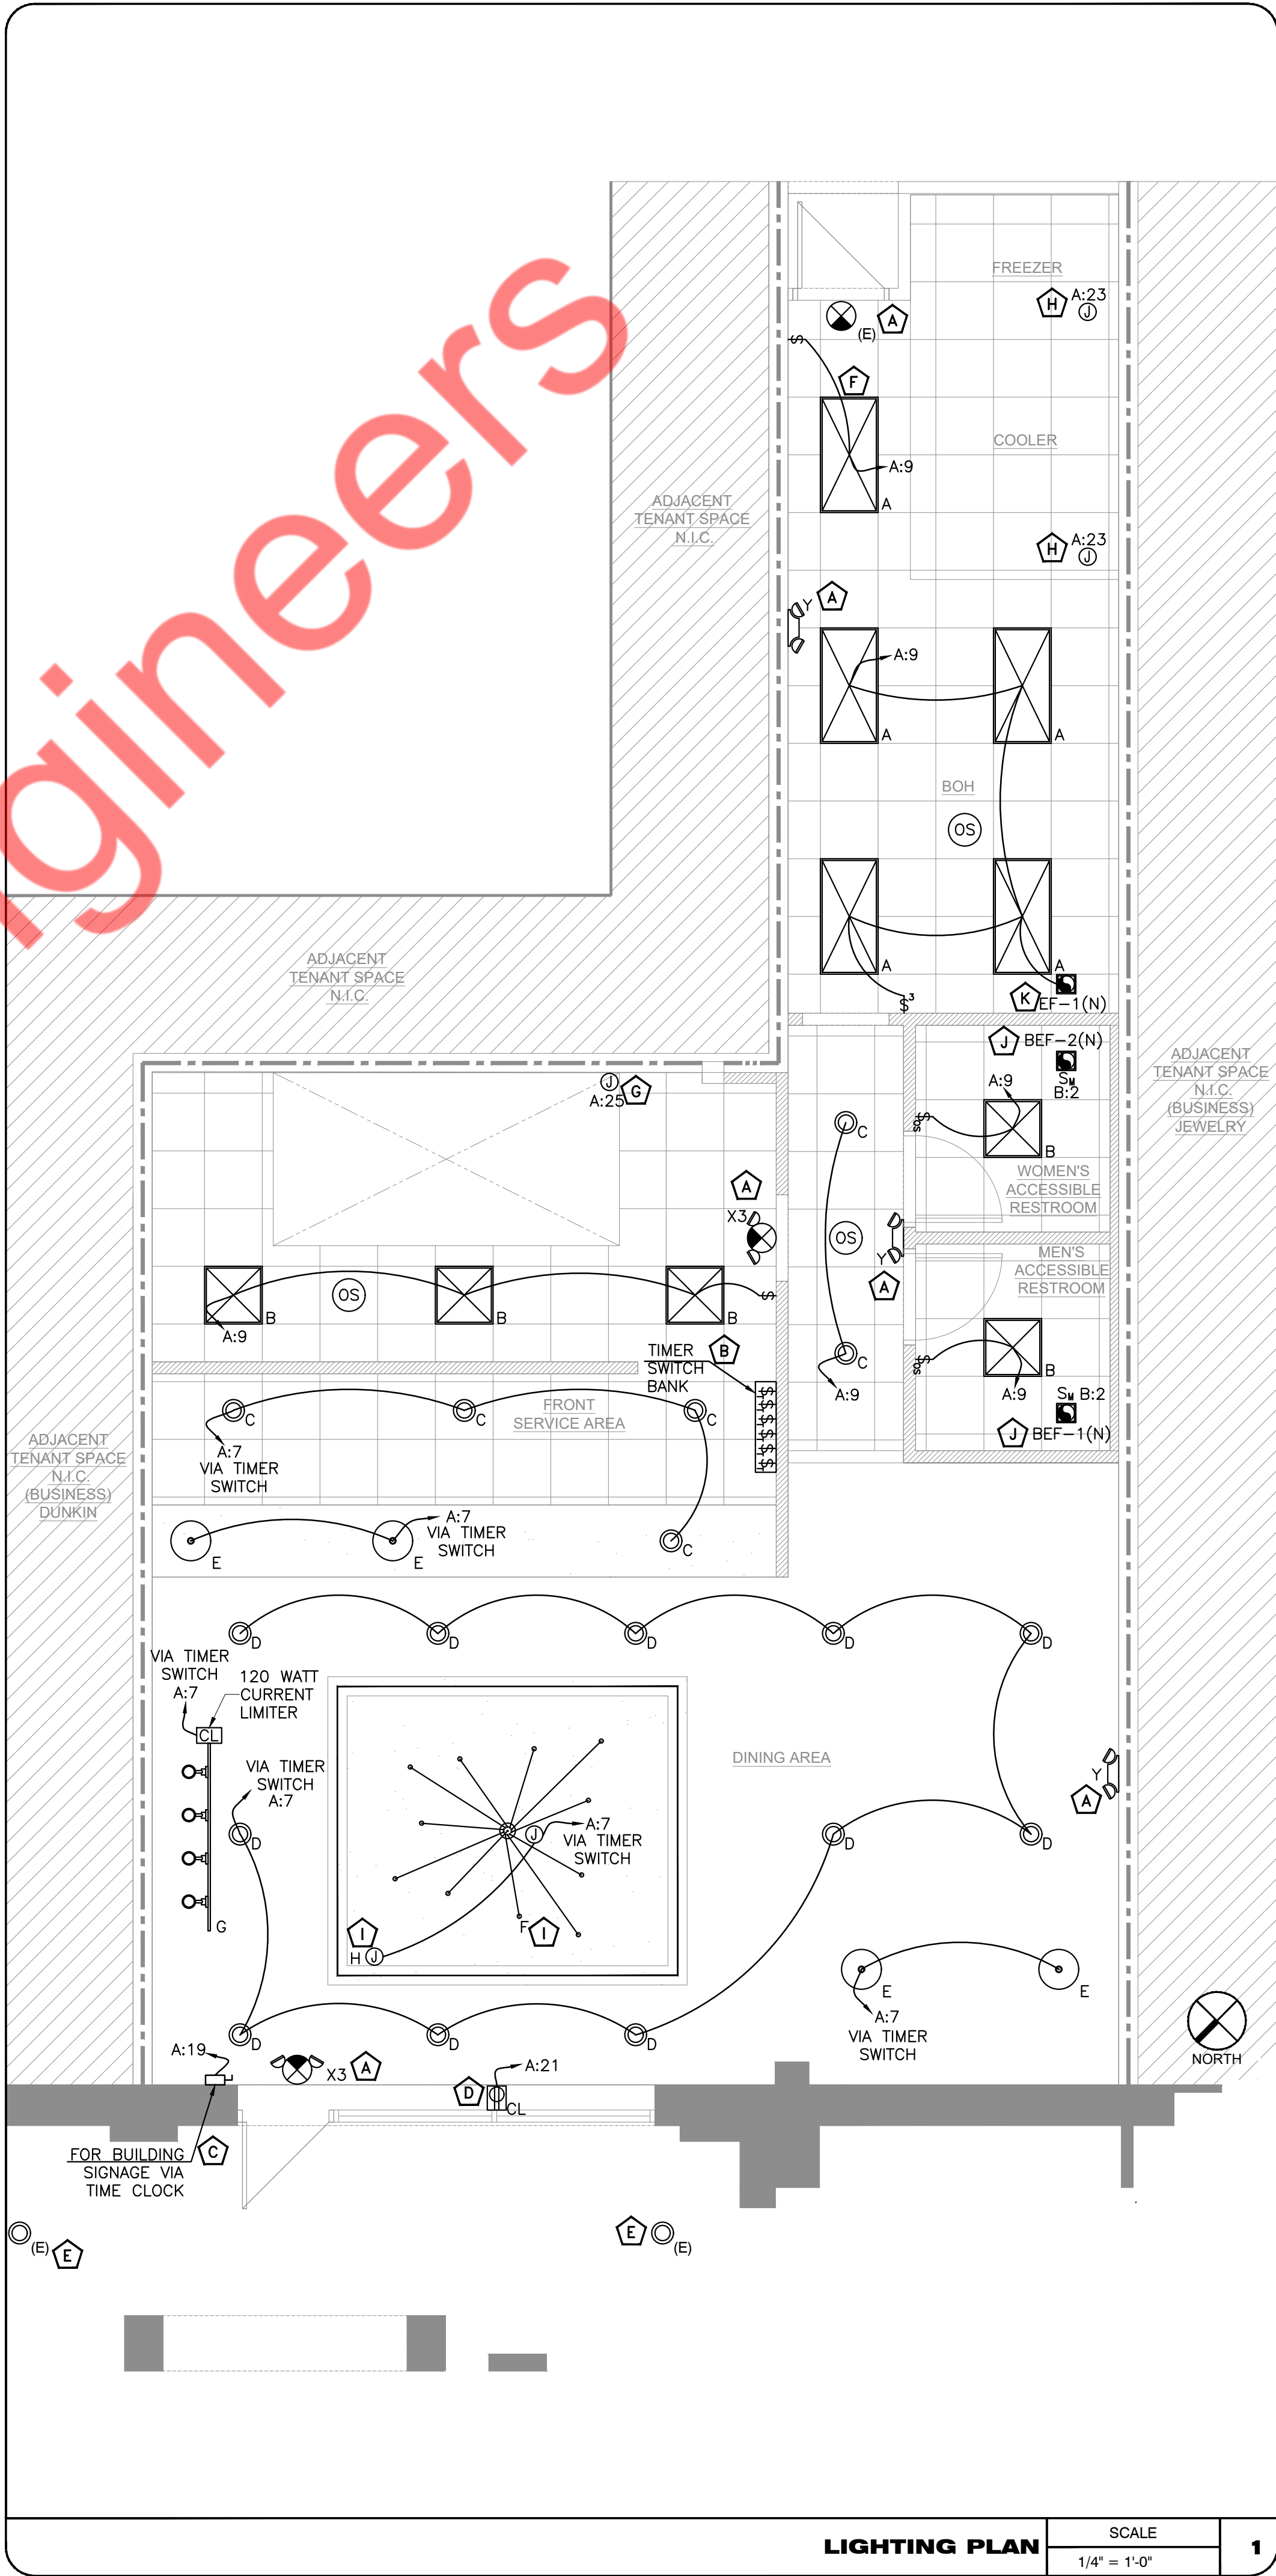 FREEZER
H
A:23
J
A
(E)
$
F
COOLER
A:9
A
ADJACENT
TENANT SPACE
N.I.C.
H
A:23
J
Y
A
A:9
A
A
BOH
OS
A
A
$3
K
EF-1(N)
ngineers
ADJACENT
TENANT SPACE
N.I.C.
J
BEF-2(N)
SM
B:2
A:9
$OS
B
WOMEN'S
ACCESSIBLE
RESTROOM
ADJACENT
TENANT SPACE
N.I.C.
(BUSINESS)
JEWELRY
J
G
A:25
C
A
X3
OS
Y
A
MEN'S
ACCESSIBLE
RESTROOM
OS
B
B
B
$
A:9
TIMER
SWITCH
BANK
B
C
A:9
$OS
B
A:9
SM B:2
J
BEF-1(N)
C
C
C
FRONT
SERVICE AREA
A:7
VIA TIMER
SWITCH
ADJACENT
TENANT SPACE
N.I.C.
(BUSINESS)
DUNKIN
A:7
VIA TIMER
SWITCH
E
E
C
D
D
D
D
D
VIA TIMER
SWITCH
A:7
120 WATT
CURRENT
LIMITER
CL
VIA TIMER
SWITCH
A:7
D
DINING AREA
Y
A
J
A:7
VIA TIMER
SWITCH
D
D
G
I
H
J
F
I
E
E
A:7
VIA TIMER
SWITCH
D
D
D
NORTH
A:19
X3
A
A:21
D
CL
FOR BUILDING
SIGNAGE VIA
TIME CLOCK
C
(E)
E
E
(E)
LIGHTING PLAN
SCALE
1/4" = 1'-0"
1